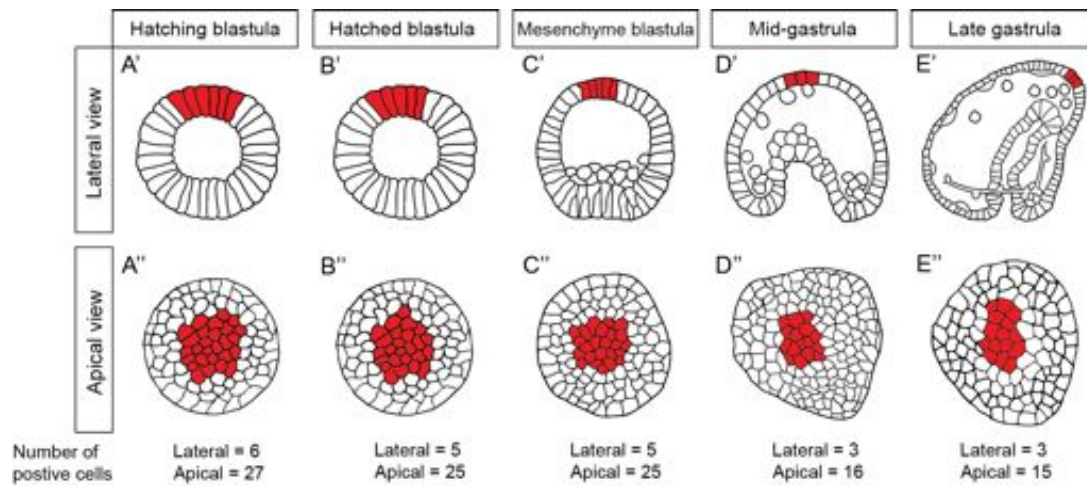 Hatching blastula
Hatched blastula
Mesenchyme blastula
Mid-gastrula
Late gastrula
Lateral view
A'
B'
C'
D'
E'
Apical view
A''
B''
C''
D''
E''
Number of
postive cells
Lateral = 6
Apical = 27
Lateral = 5
Apical = 25
Lateral = 5
Apical = 25
Lateral = 3
Apical = 16
Lateral = 3
Apical = 15